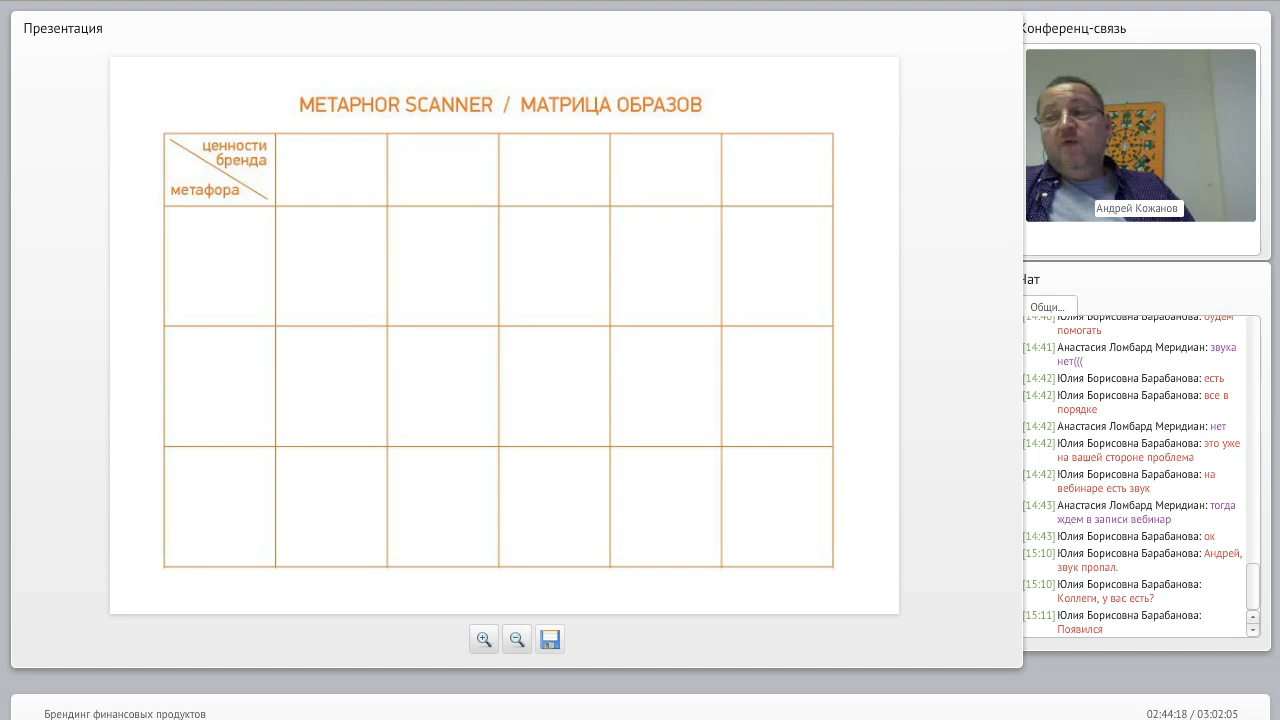 Презентация
METAPHOR SCANNER / МАТРИЦА ОБРАЗОВ
ценности
бренда
метафора
Конференц-связь
Андрей Кожанов
Чат
Общи...
[14:40] Юлия Борисовна Барабанова: будем
помогать
[14:41] Анастасия Ломбард Меридиан: звука
нет(((
[14:42] Юлия Борисовна Барабанова: есть
[14:42] Юлия Борисовна Барабанова: все в
порядке
[14:42] Анастасия Ломбард Меридиан: нет
[14:42] Юлия Борисовна Барабанова: это уже
на вашей стороне проблема
[14:42] Юлия Борисовна Барабанова: на
вебинаре есть звук
[14:43] Анастасия Ломбард Меридиан: тогда
ждем в записи вебинар
[14:43] Юлия Борисовна Барабанова: ок
[15:10] Юлия Борисовна Барабанова: Андрей,
звук пропал.
[15:10] Юлия Борисовна Барабанова:
Коллеги, у вас есть?
[15:11] Юлия Борисовна Барабанова:
Появился
Брендинг финансовых продуктов
02:44:18 / 03:02:05